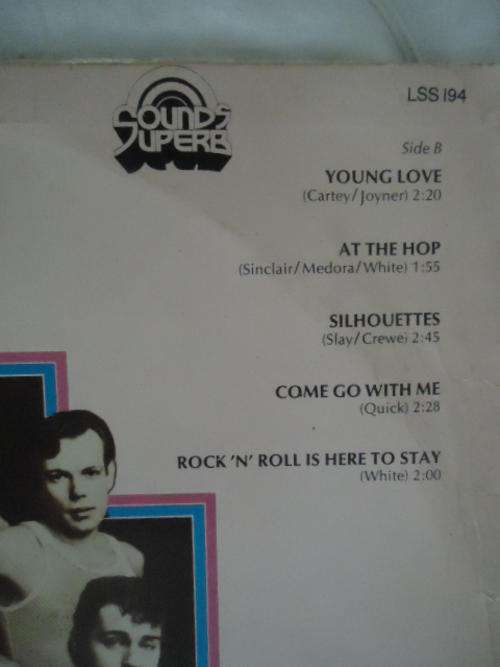 SOUNDS
SUPERB
LSS 194
Side B
YOUNG LOVE
(Cartey/Joyner) 2:20
AT THE HOP
(Sinclair/Medora/White) 1:55
SILHOUETTES
(Slay/Crewe) 2:45
COME GO WITH ME
(Quick) 2:28
ROCK 'N' ROLL IS HERE TO STAY
(White) 2:00